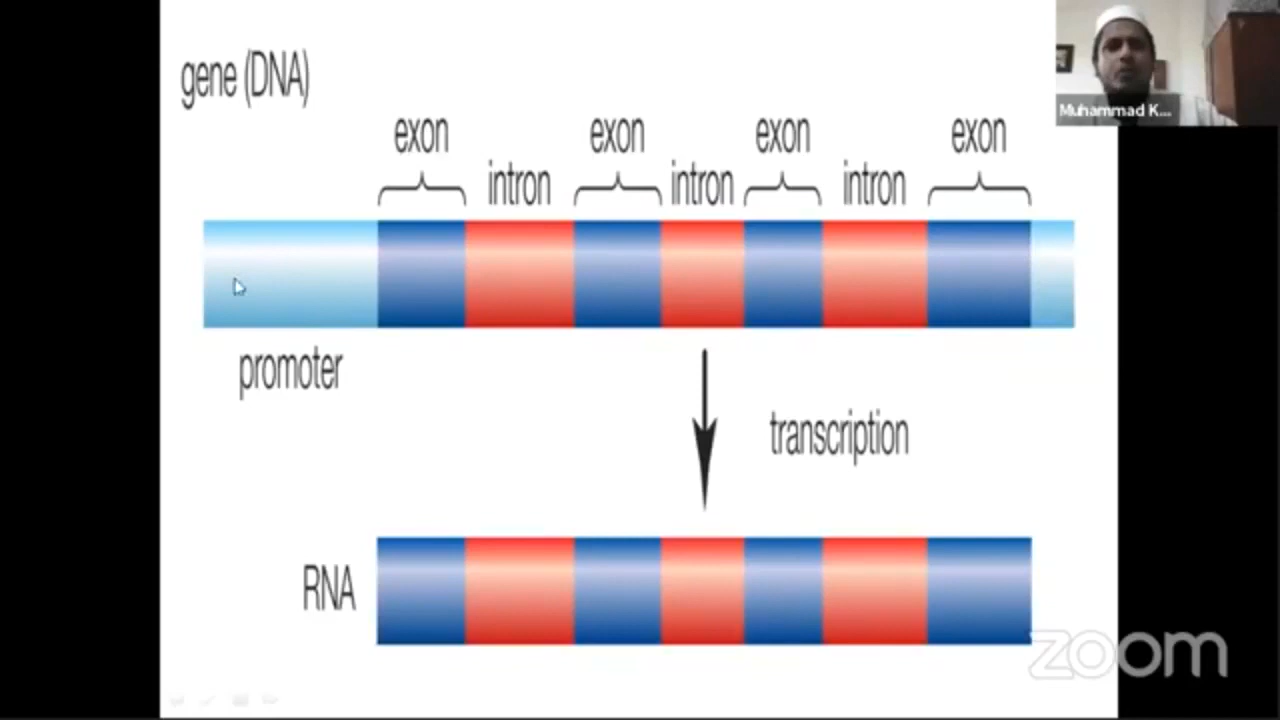 gene (DNA)
exon exon exon exon
intron intron intron
promoter
transcription
RNA
Muhammad K...
zoom